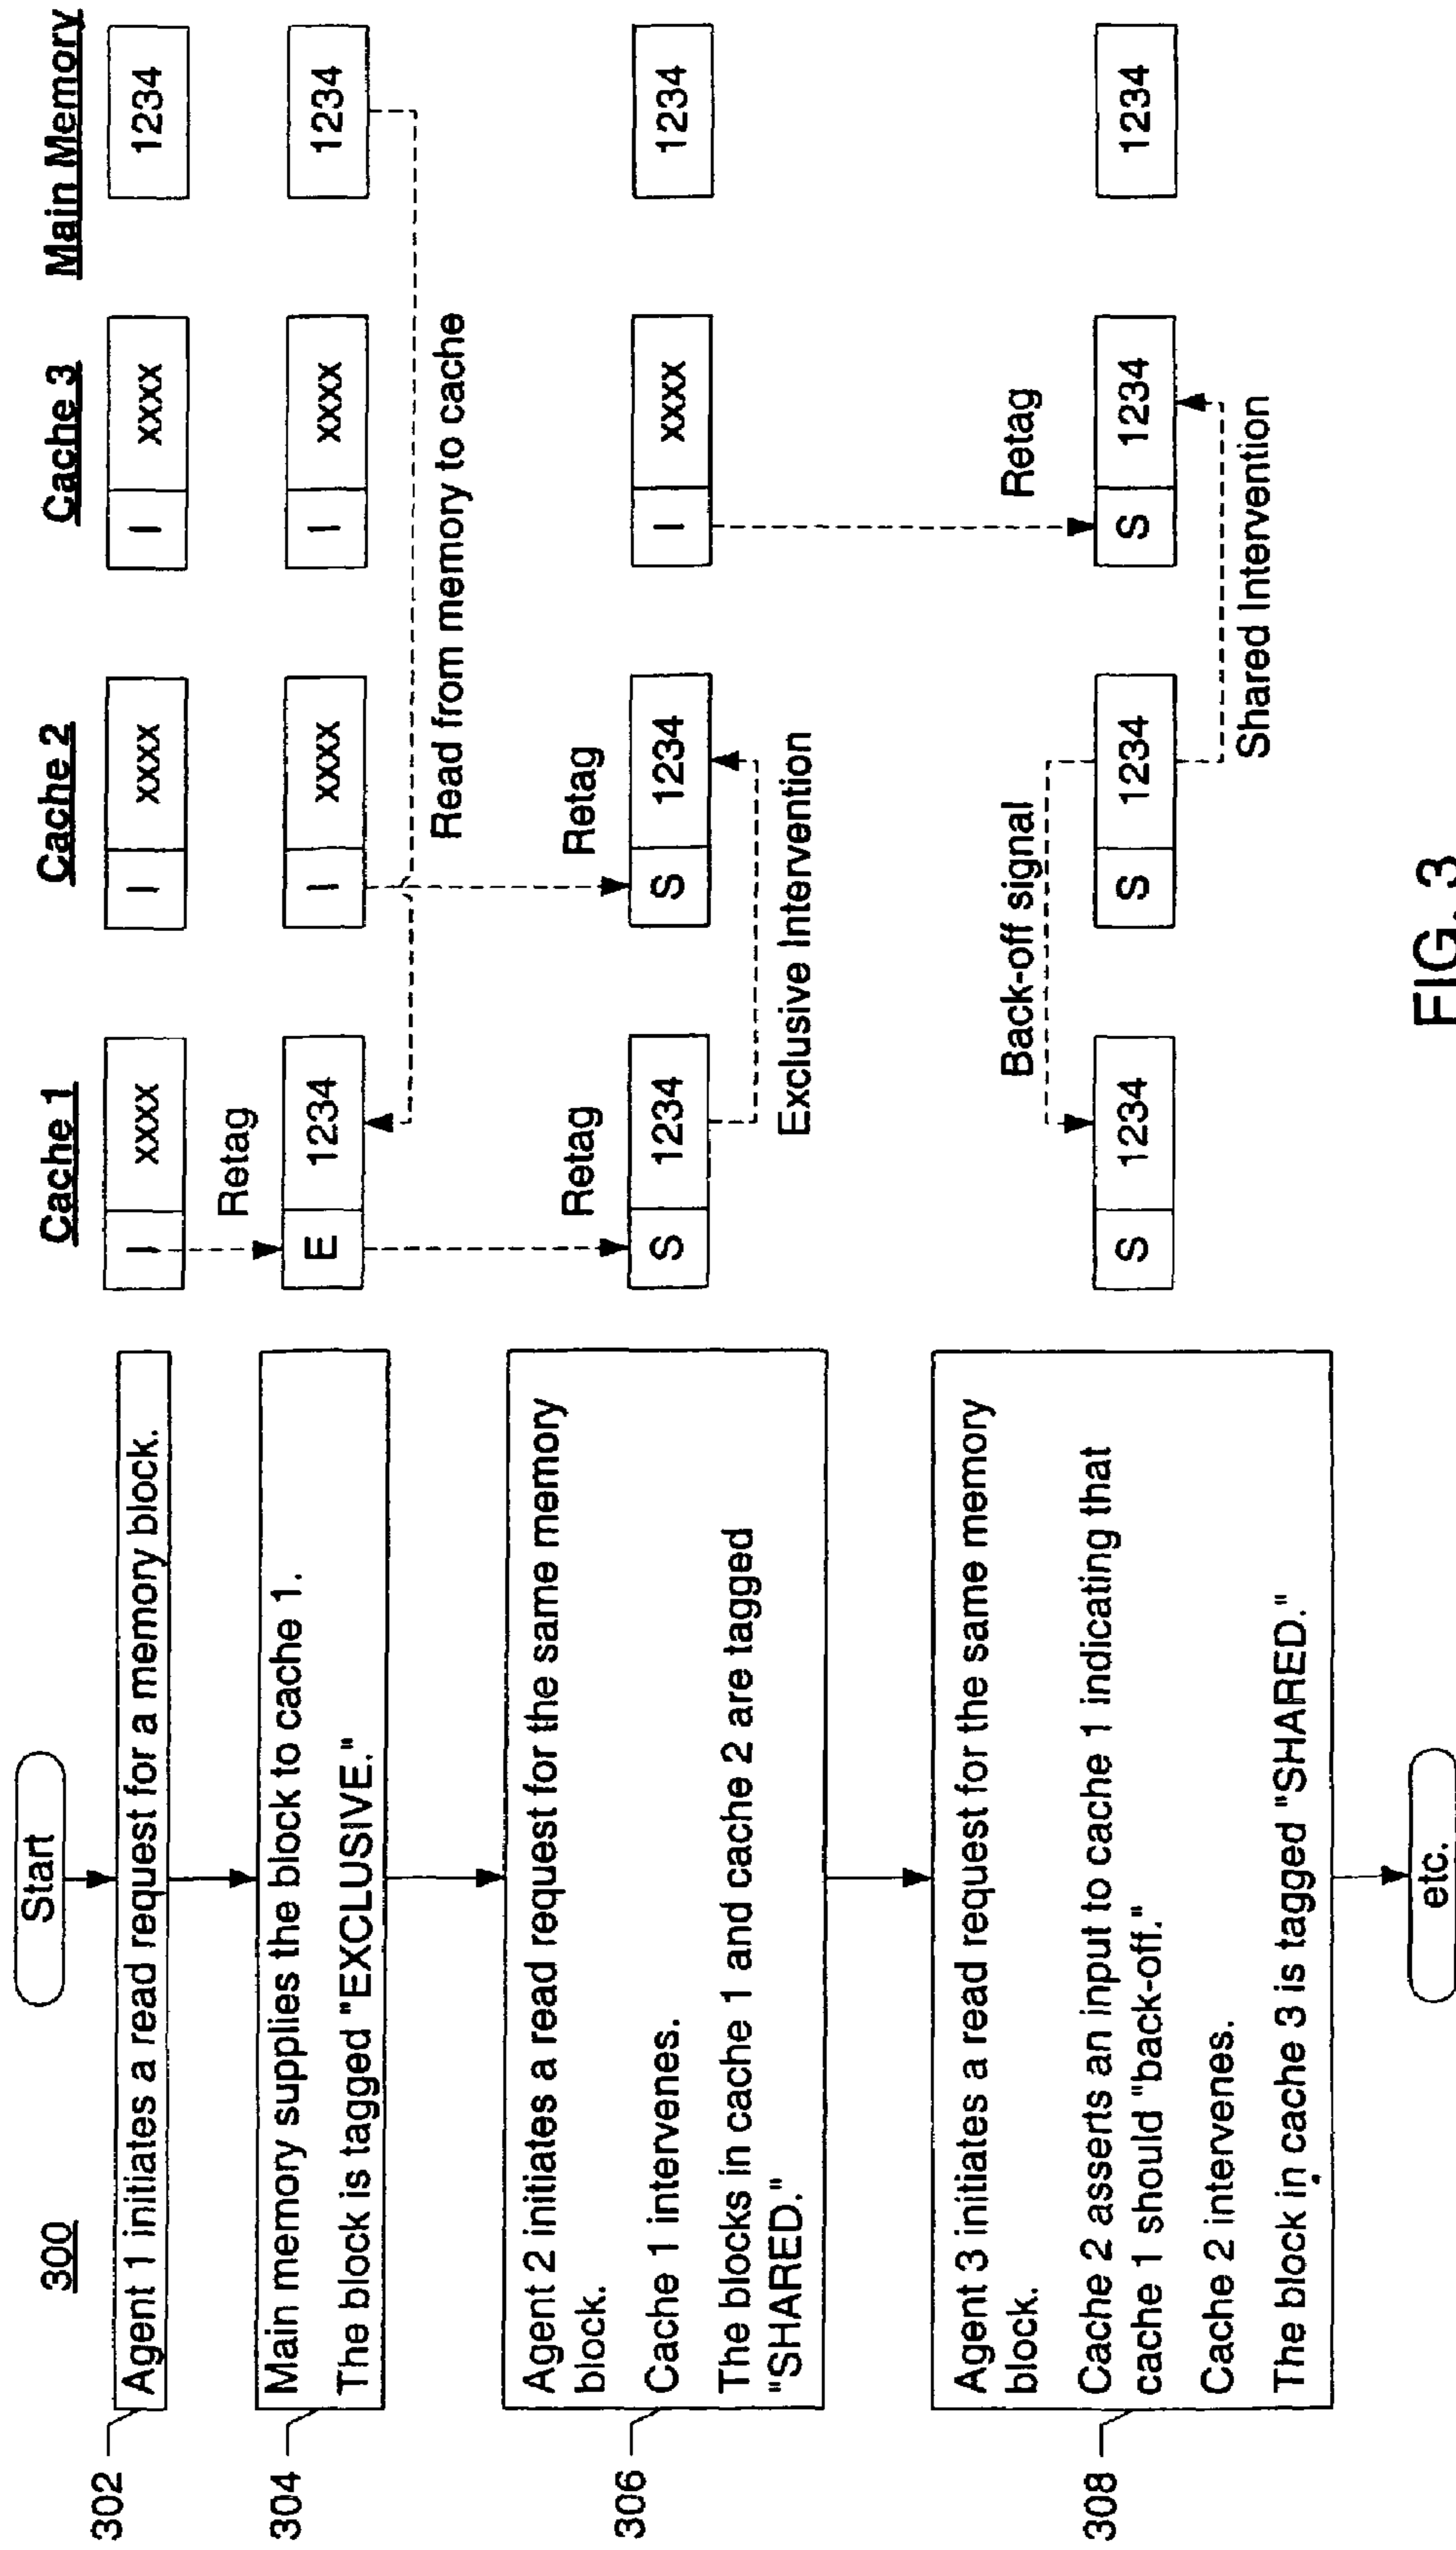 300
Start
302
Agent 1 initiates a read request for a memory block.
304
Main memory supplies the block to cache 1.
The block is tagged "EXCLUSIVE."
306
Agent 2 initiates a read request for the same memory
block.
Cache 1 intervenes.
The blocks in cache 1 and cache 2 are tagged
"SHARED."
308
Agent 3 initiates a read request for the same memory
block.
Cache 2 asserts an input to cache 1 indicating that
cache 1 should "back-off."
Cache 2 intervenes.
The block in cache 3 is tagged "SHARED."
etc.
Cache 1 Cache 2 Cache 3 Main Memory
I xxxx I xxxx I xxxx 1234
Retag
E 1234 I xxxx I xxxx 1234
Read from memory to cache
Retag Retag
S 1234 S 1234 I xxxx 1234
Exclusive Intervention
Back-off signal Retag
S 1234 S 1234 S 1234 1234
Shared Intervention
FIG. 3